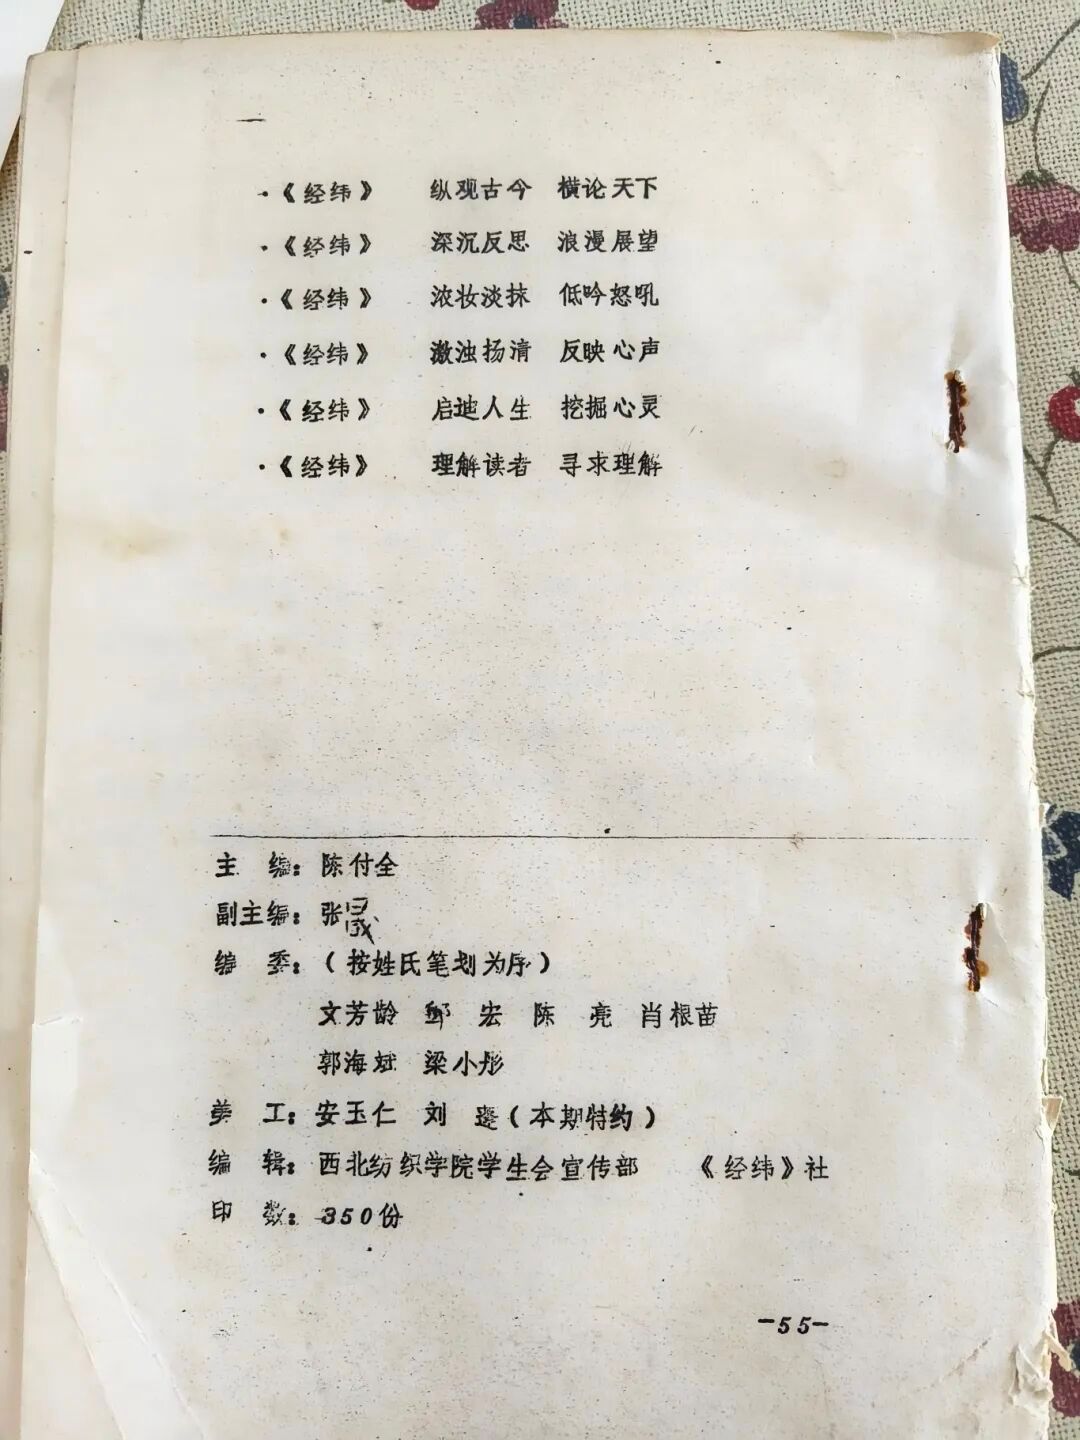 ·《经纬》 纵观古今 横论天下
·《经纬》 深沉反思 浪漫展望
·《经纬》 浓妆淡抹 低吟怒吼
·《经纬》 激浊扬清 反映心声
·《经纬》 启迪人生 挖掘心灵
·《经纬》 理解读者 寻求理解
主 编：陈付全
副主编：张晟
编 委：（按姓氏笔划为序）
文芳龄 邹 宏 陈 亮 肖根苗
郭海斌 梁小彤
美 工：安玉仁 刘 （本期特约）
编 辑：西北纺织学院学生会宣传部 《经纬》社
印 数：350份
-55-